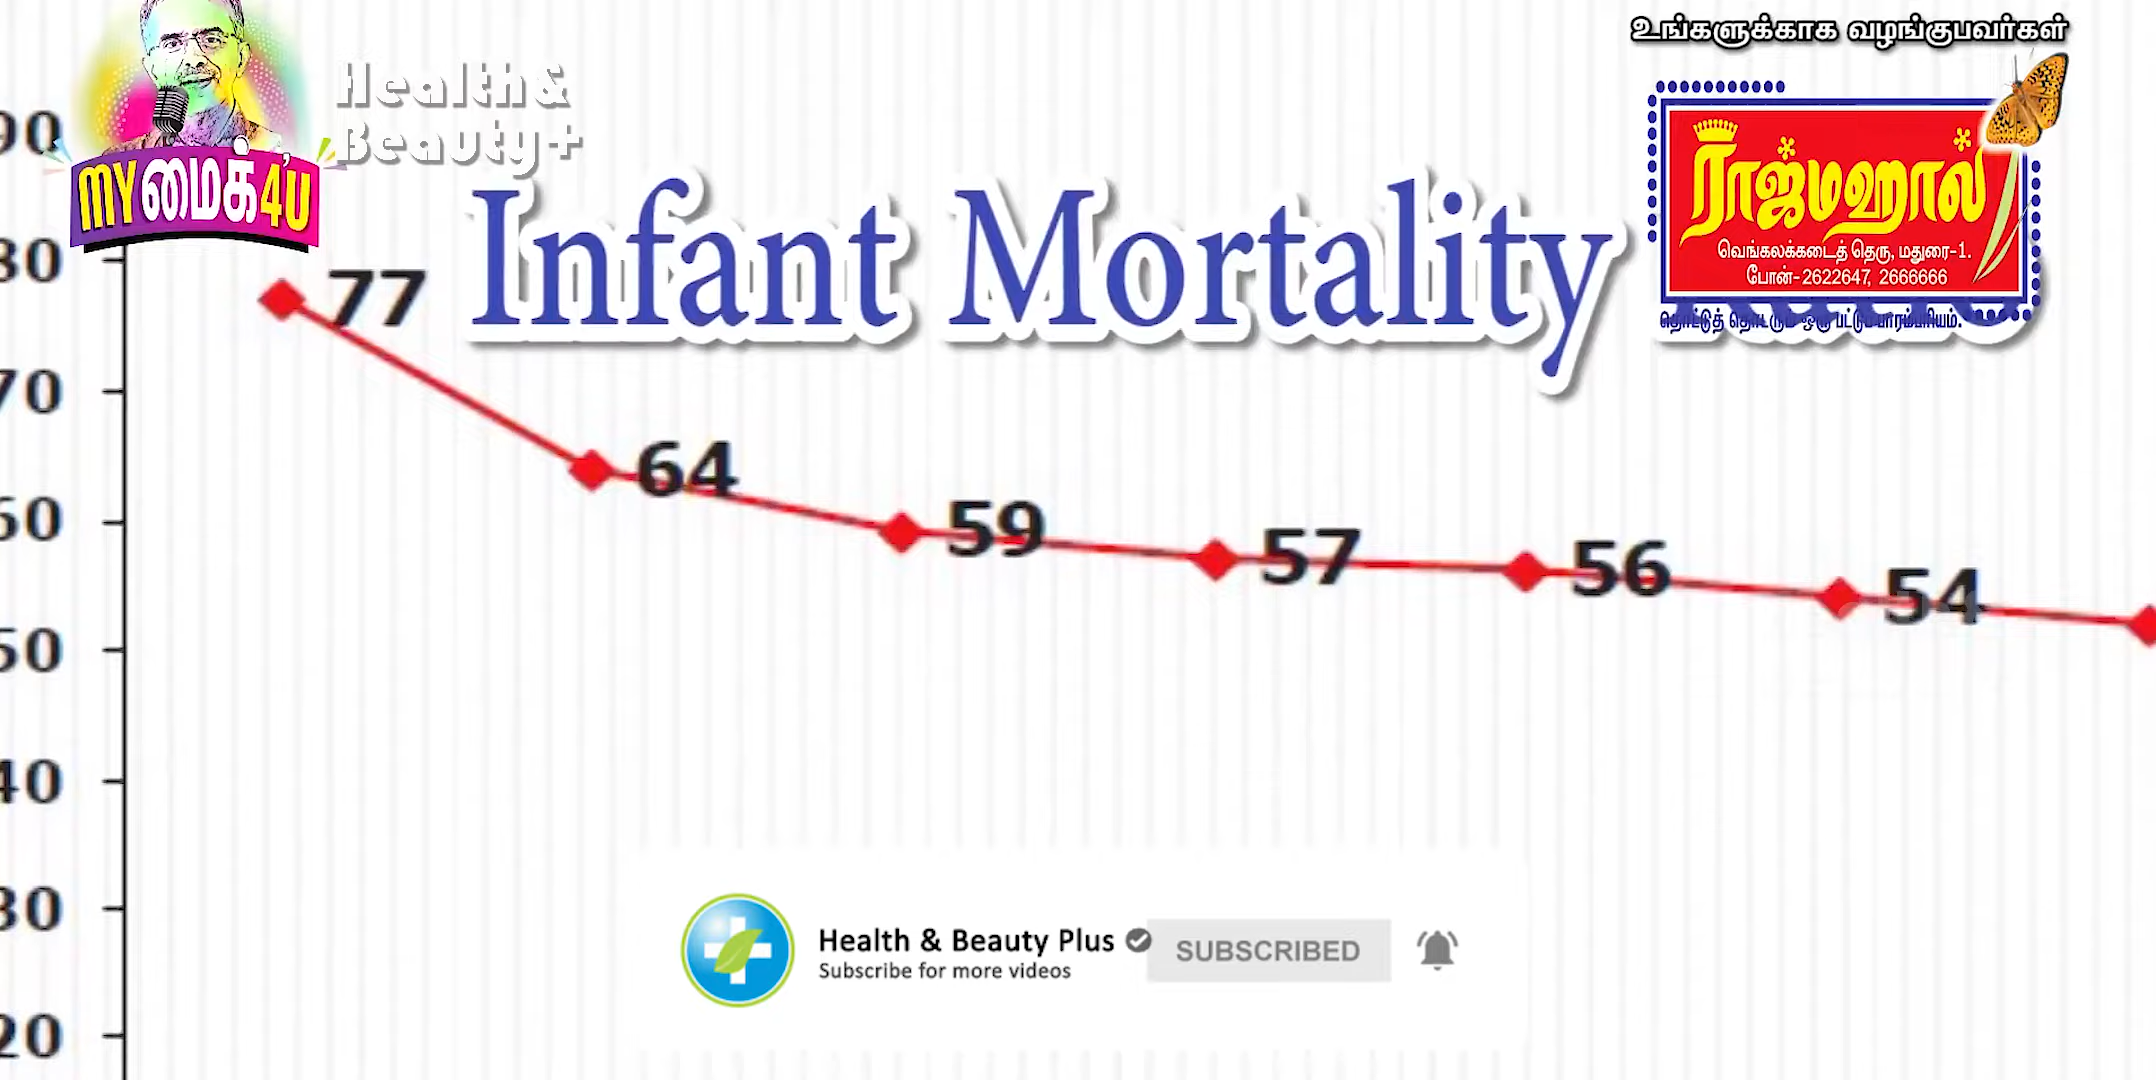 Health&
Beauty+
MYமைக்4'U
உங்களுக்காக வழங்குபவர்கள்
ராஜ்மஹால்
வெங்கலக்கடைத் தெரு, மதுரை-1.
போன்-2622647, 2666666
Infant Mortality
90
80
70
60
50
40
30
20
77
64
59
57
56
54
Health & Beauty Plus
Subscribe for more videos
SUBSCRIBED